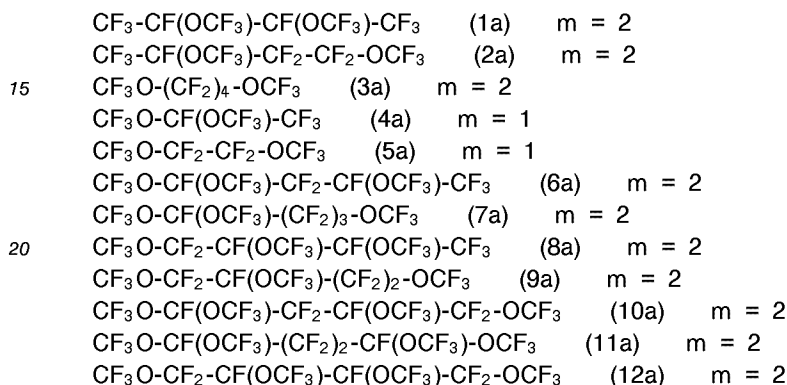 CF₃-CF(OCF₃)-CF(OCF₃)-CF₃ (1a) m = 2
CF₃-CF(OCF₃)-CF₂-CF₂-OCF₃ (2a) m = 2
15 CF₃O-(CF₂)₄-OCF₃ (3a) m = 2
CF₃O-CF(OCF₃)-CF₃ (4a) m = 1
CF₃O-CF₂-CF₂-OCF₃ (5a) m = 1
CF₃O-CF(OCF₃)-CF₂-CF(OCF₃)-CF₃ (6a) m = 2
CF₃O-CF(OCF₃)-(CF₂)₃-OCF₃ (7a) m = 2
20 CF₃O-CF₂-CF(OCF₃)-CF(OCF₃)-CF₃ (8a) m = 2
CF₃O-CF₂-CF(OCF₃)-(CF₂)₂-OCF₃ (9a) m = 2
CF₃O-CF(OCF₃)-CF₂-CF(OCF₃)-CF₂-OCF₃ (10a) m = 2
CF₃O-CF(OCF₃)-(CF₂)₂-CF(OCF₃)-OCF₃ (11a) m = 2
CF₃O-CF₂-CF(OCF₃)-CF(OCF₃)-CF₂-OCF₃ (12a) m = 2